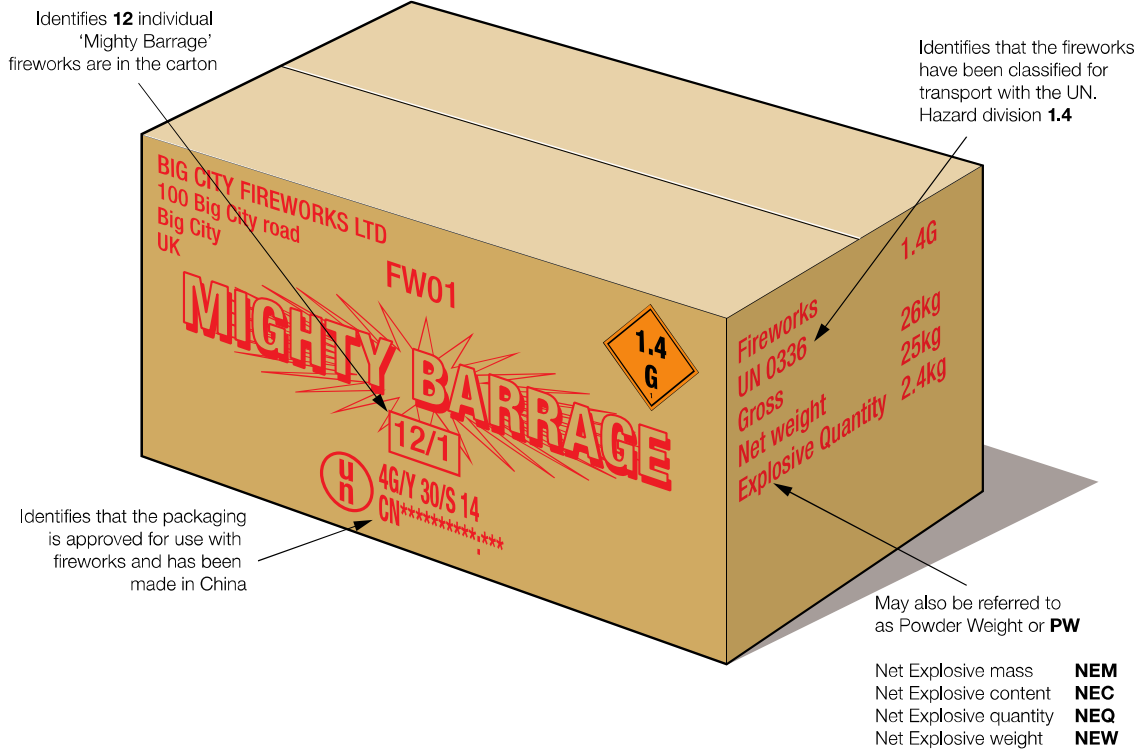 Identifies 12 individual
‘Mighty Barrage’
fireworks are in the carton
Identifies that the fireworks
have been classified for
transport with the UN.
Hazard division 1.4
BIG CITY FIREWORKS LTD
100 Big City road
Big City
UK
FW01
MIGHTY BARRAGE
12/1
1.4
G
1
un
4G/Y 30/S 14
CN**********.***
Fireworks 1.4G
UN 0336
Gross 26kg
Net weight 25kg
Explosive Quantity 2.4kg
Identifies that the packaging
is approved for use with
fireworks and has been
made in China
May also be referred to
as Powder Weight or PW
Net Explosive mass NEM
Net Explosive content NEC
Net Explosive quantity NEQ
Net Explosive weight NEW